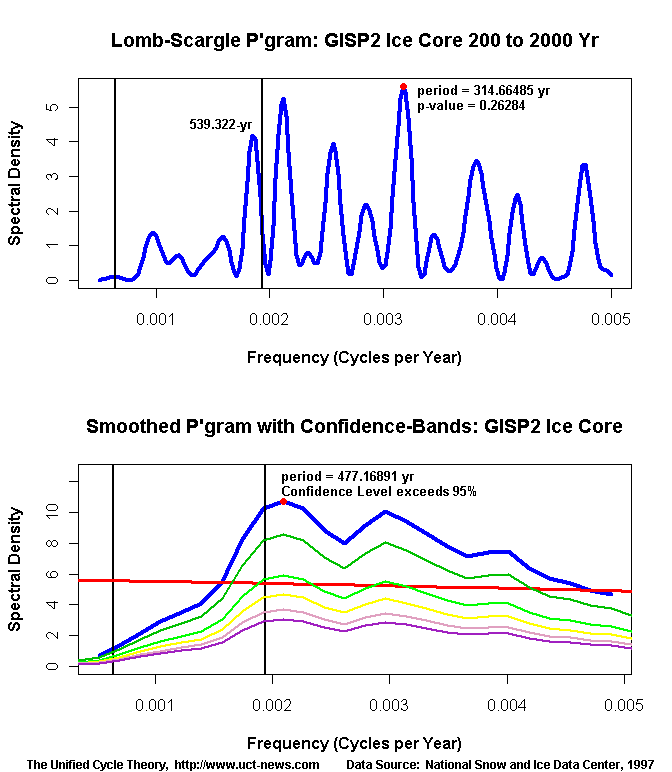 Lomb-Scargle P'gram: GISP2 Ice Core 200 to 2000 Yr
period = 314.66485 yr
p-value = 0.26284
539.322-yr
Spectral Density
5
4
3
2
1
0
0.001 0.002 0.003 0.004 0.005
Frequency (Cycles per Year)
Smoothed P'gram with Confidence-Bands: GISP2 Ice Core
period = 477.16891 yr
Confidence Level exceeds 95%
Spectral Density
10
8
6
4
2
0
0.001 0.002 0.003 0.004 0.005
Frequency (Cycles per Year)
The Unified Cycle Theory, http://www.uct-news.com Data Source: National Snow and Ice Data Center, 1997